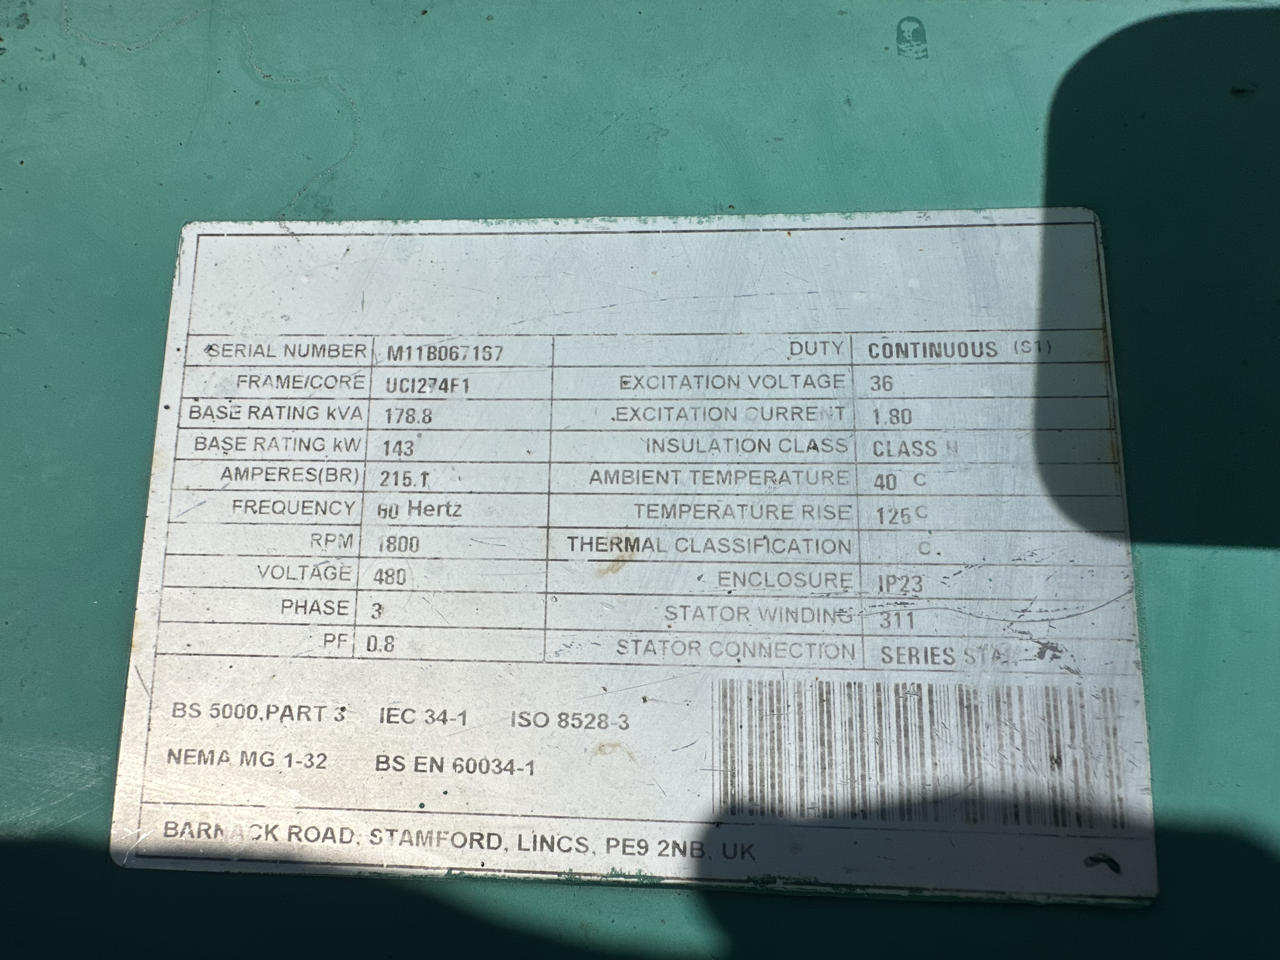 SERIAL NUMBER M11B067167 DUTY CONTINUOUS (S1)
FRAME/CORE UCI274F1 EXCITATION VOLTAGE 36
BASE RATING kVA 178.8 EXCITATION CURRENT 1.80
BASE RATING kW 143 INSULATION CLASS CLASS H
AMPERES(BR) 215.1 AMBIENT TEMPERATURE 40 C
FREQUENCY 60 Hertz TEMPERATURE RISE 125 C
RPM 1800 THERMAL CLASSIFICATION C.
VOLTAGE 480 ENCLOSURE IP23
PHASE 3 STATOR WINDING 311
PF 0.8 STATOR CONNECTION SERIES
BS 5000,PART 3 IEC 34-1 ISO 8528-3
NEMA MG 1-32 BS EN 60034-1
BARNACK ROAD, STAMFORD, LINCS, PE9 2NB, UK